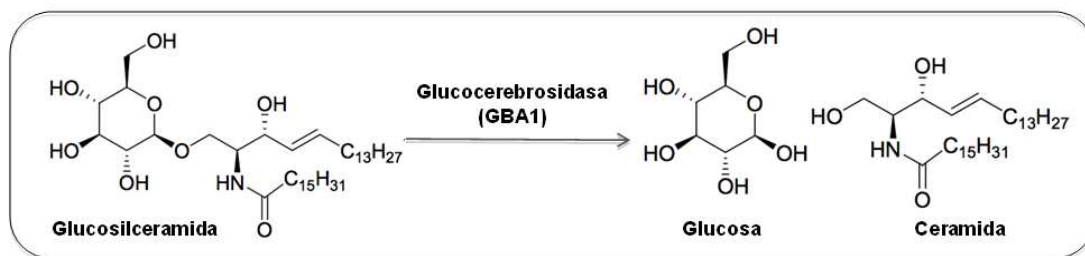 OH
HO
HO
HO
OH
O
O
OH
HN
O
C13H27
C15H31
Glucosilceramida
Glucocerebrosidasa
(GBA1)
HO
HO
HO
OH
O
OH
Glucosa
HO
OH
HN
O
C13H27
C15H31
Ceramida